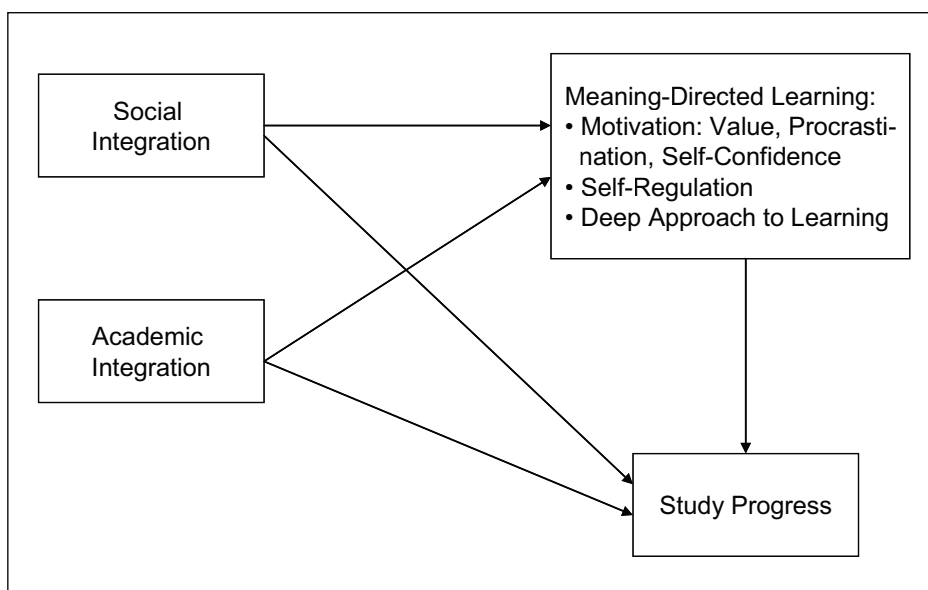 Social
Integration
Meaning-Directed Learning:
• Motivation: Value, Procrasti-
nation, Self-Confidence
• Self-Regulation
• Deep Approach to Learning
Academic
Integration
Study Progress